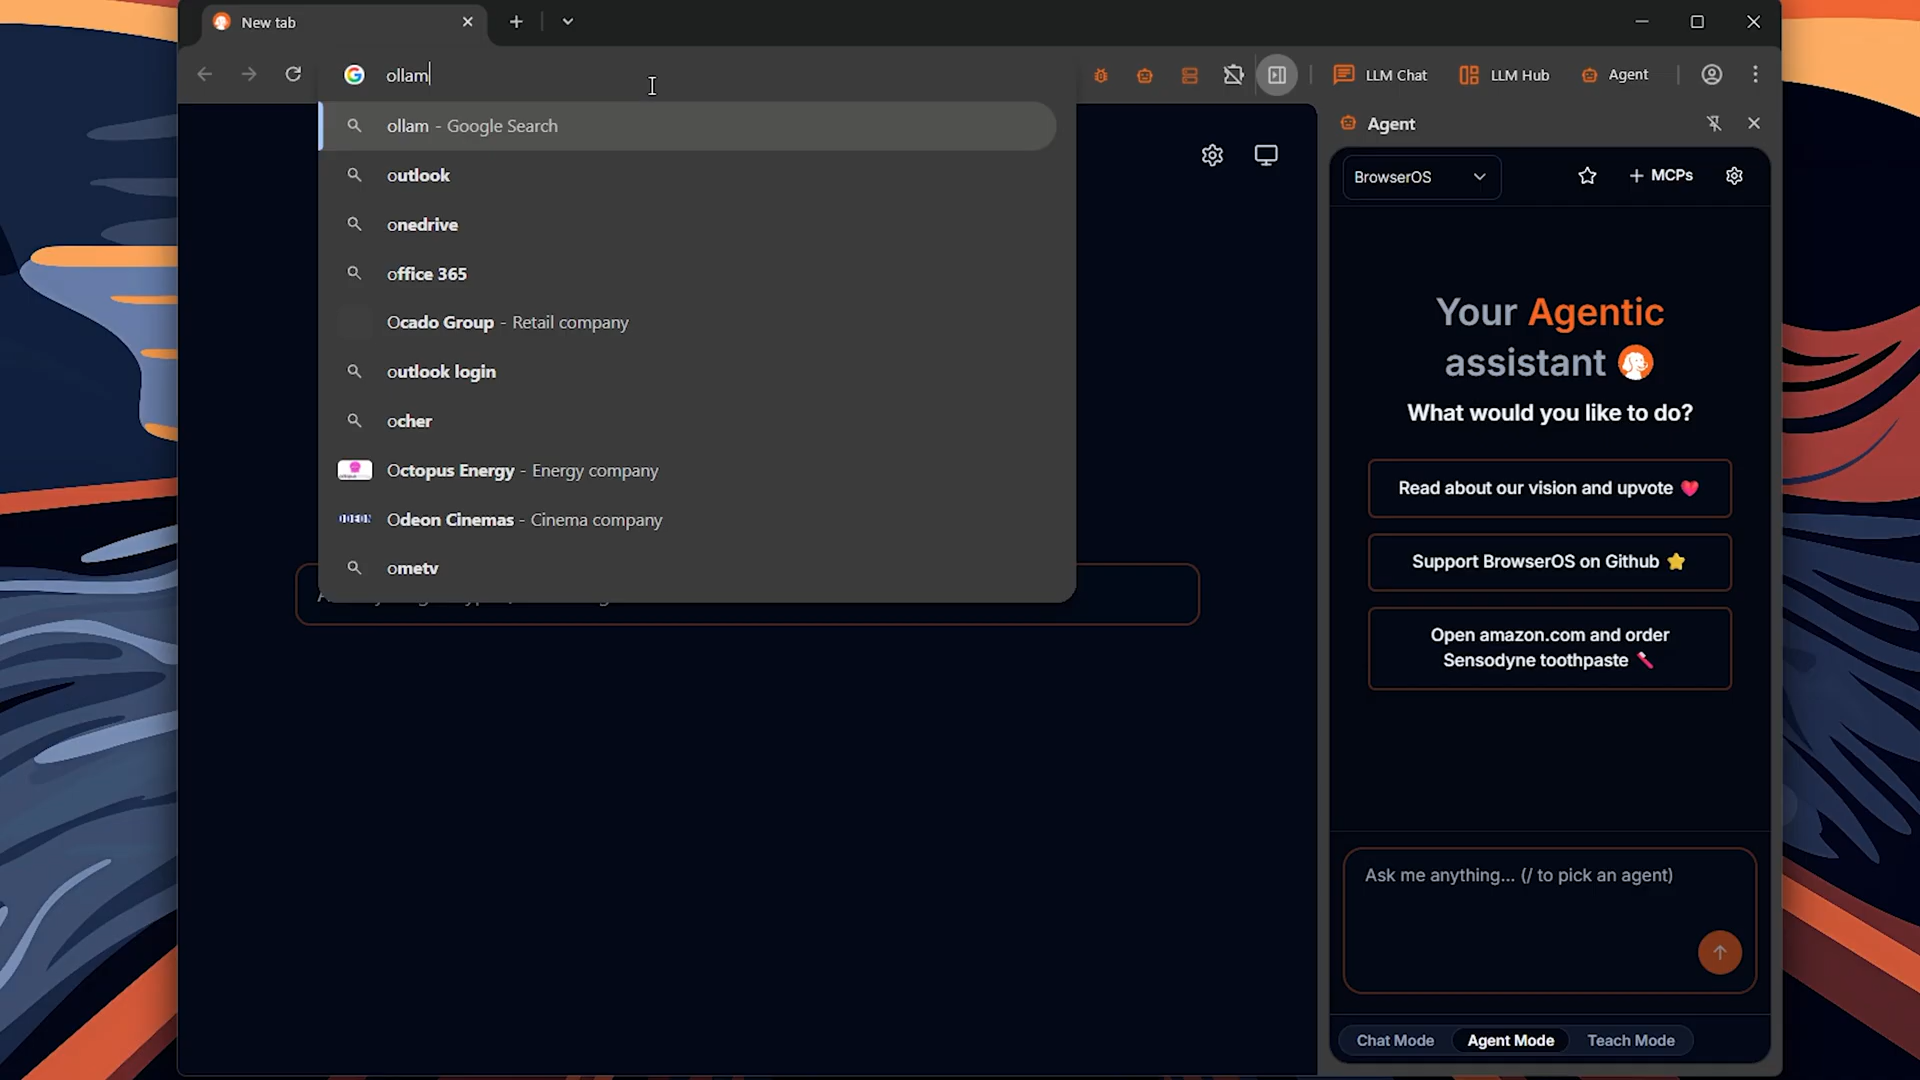 New tab
ollam
LLM Chat
LLM Hub
Agent
ollam - Google Search
outlook
onedrive
office 365
Ocado Group - Retail company
outlook login
ocher
Octopus Energy - Energy company
ODEON
Odeon Cinemas - Cinema company
ometv
Agent
BrowserOS
MCPs
Your Agentic
assistant
What would you like to do?
Read about our vision and upvote
Support BrowserOS on Github
Open amazon.com and order
Sensodyne toothpaste
Ask me anything... (/ to pick an agent)
Chat Mode
Agent Mode
Teach Mode